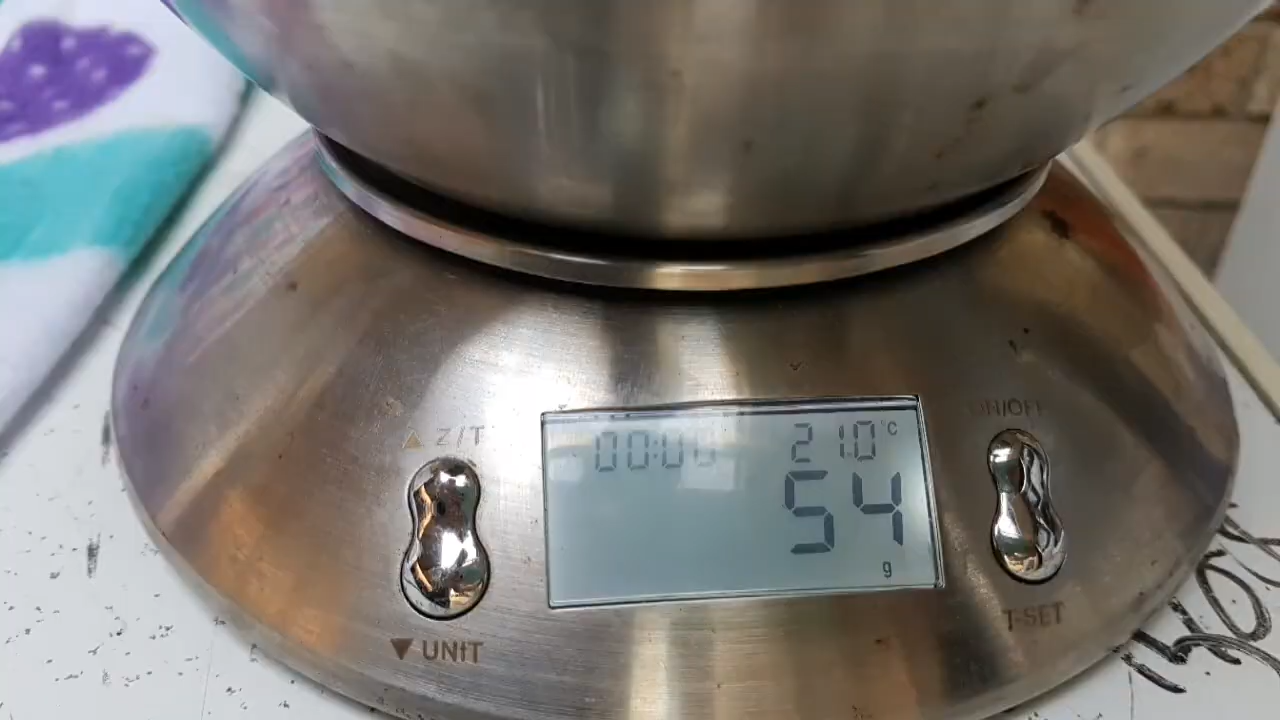 ▲ Z/T
ON/OFF
00:00
21.0 °C
54
g
▼ UNIT
T-SET